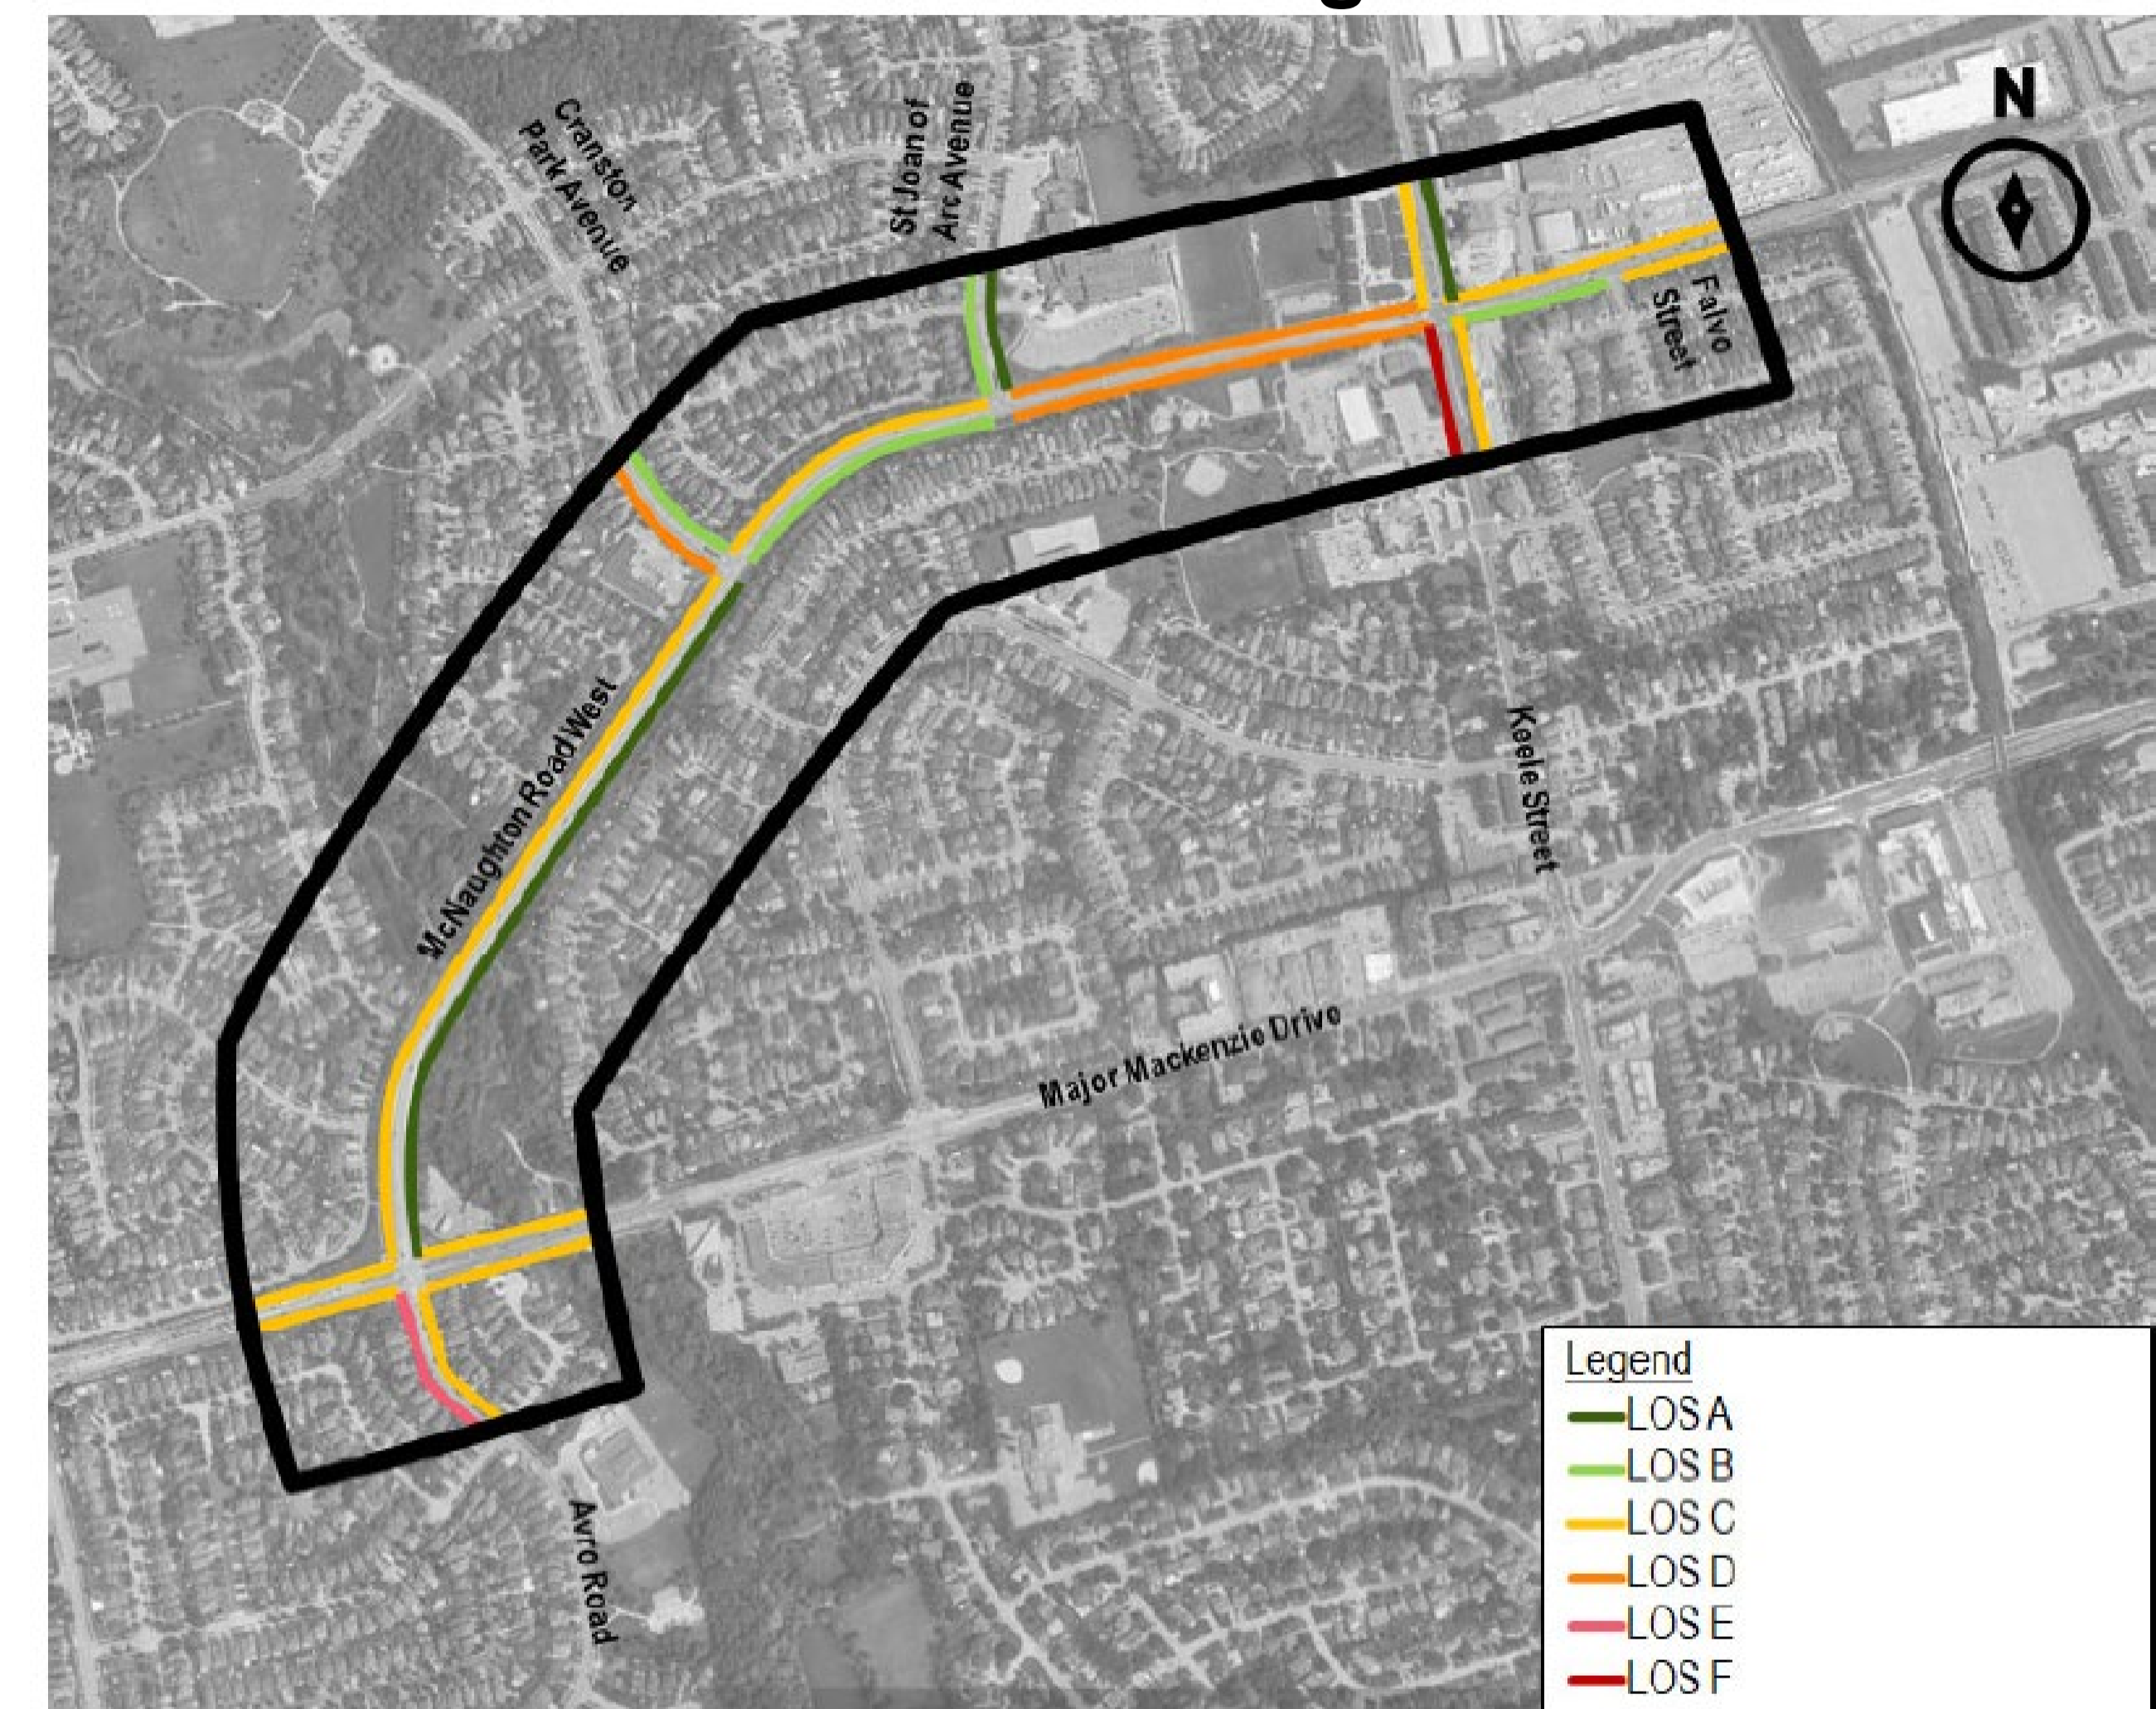 N
Cranston
Park Avenue
St Joan of
Arc Avenue
Falvo
Street
McNaughton Road West
Keele Street
Major Mackenzie Drive
Avro Road
Legend
LOS A
LOS B
LOS C
LOS D
LOS E
LOS F